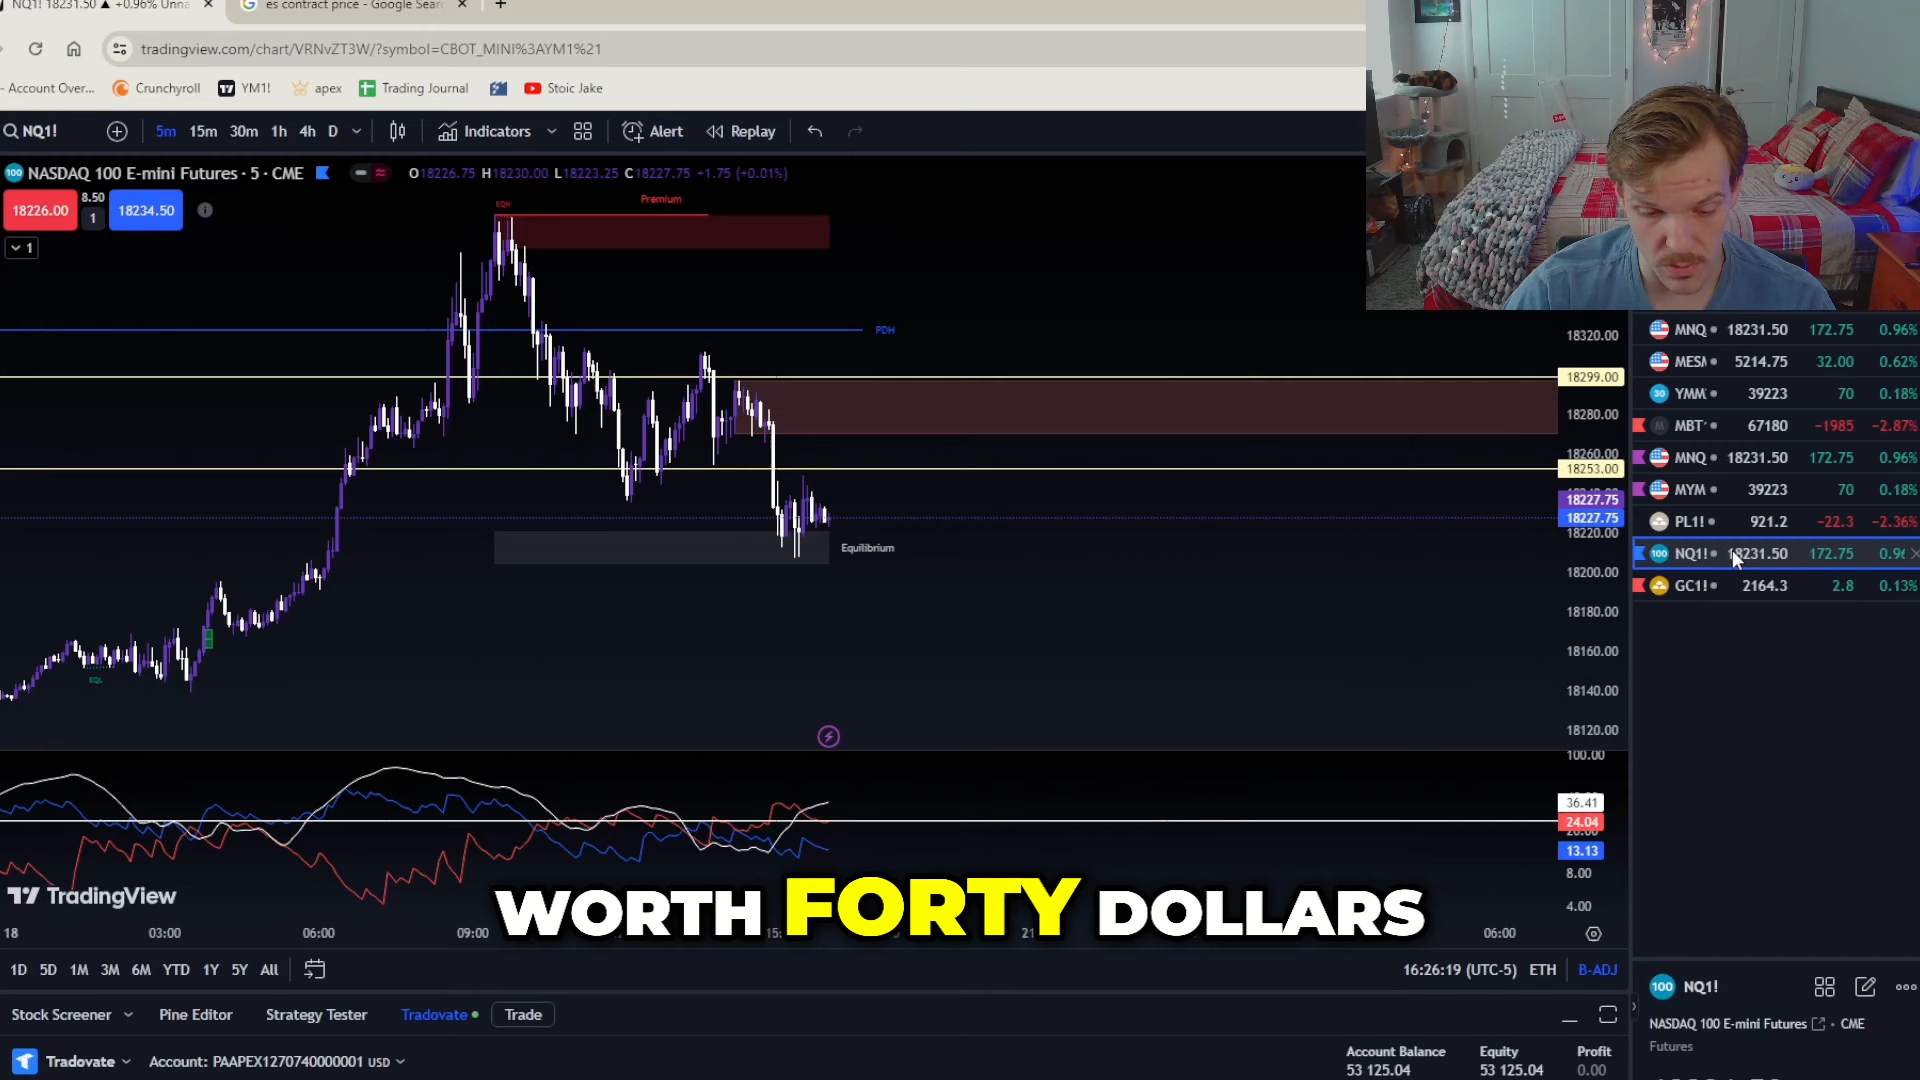 NQ1! 18231.50 ▲ +0.96% Unna
es contract price - Google Sear
tradingview.com/chart/VRNvZT3W/?symbol=CBOT_MINI%3AYM1%21
- Account Over...
Crunchyroll
YM1!
apex
Trading Journal
Stoic Jake
NQ1!
5m 15m 30m 1h 4h D
Indicators
Alert
Replay
NASDAQ 100 E-mini Futures · 5 · CME
O18226.75 H18230.00 L18223.25 C18227.75 +1.75 (+0.01%)
18226.00
8.50
1
18234.50
1
EQH
Premium
PDH
Equilibrium
EQL
18320.00
18299.00
18280.00
18260.00
18253.00
18227.75
18227.75
18220.00
18200.00
18180.00
18160.00
18140.00
18120.00
100.00
36.41
24.04
13.13
8.00
4.00
MNQ 18231.50 172.75 0.96%
MESM 5214.75 32.00 0.62%
YMM 39223 70 0.18%
MBT 67180 −1985 −2.87%
MNQ 18231.50 172.75 0.96%
MYM 39223 70 0.18%
PL1! 921.2 −22.3 −2.36%
NQ1! 18231.50 172.75 0.96
GC1! 2164.3 2.8 0.13%
TradingView
WORTH FORTY DOLLARS
18 03:00 06:00 09:00 15: 21 06:00
1D 5D 1M 3M 6M YTD 1Y 5Y All
16:26:19 (UTC-5) ETH B-ADJ
Stock Screener
Pine Editor
Strategy Tester
Tradovate
Trade
Tradovate
Account: PAAPEX1270740000001 USD
Account Balance
53 125.04
Equity
53 125.04
Profit
0.00
100 NQ1!
NASDAQ 100 E-mini Futures • CME
Futures